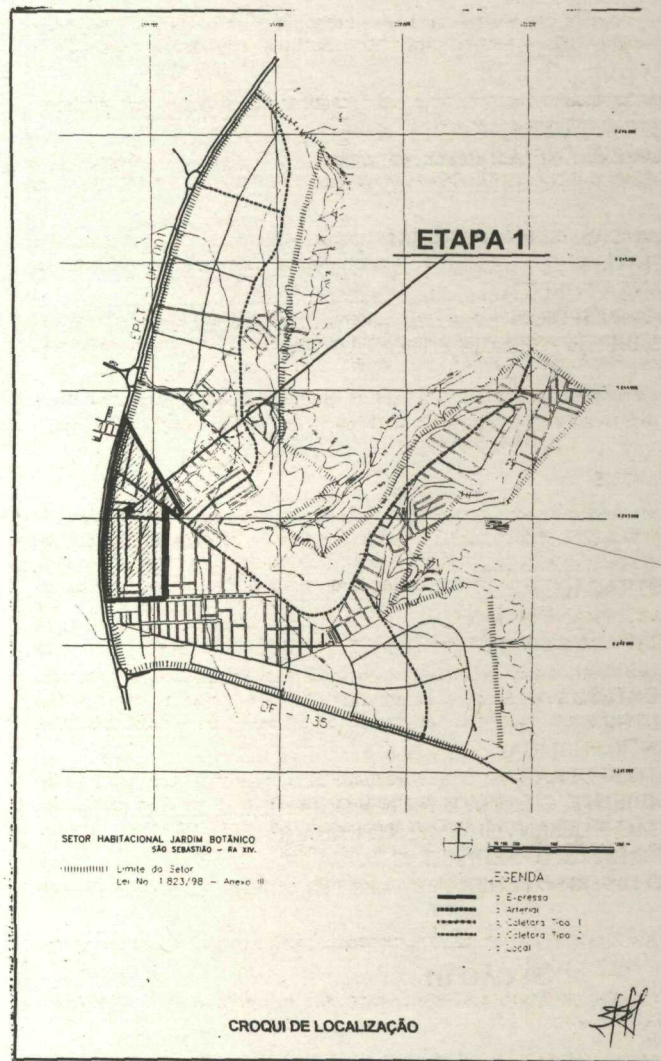 ETAPA 1
EPCT DF 001
DF - 135
SETOR HABITACIONAL JARDIM BOTÂNICO
SÃO SEBASTIÃO - RA XIV.
Limite do Setor
Lei No. 1.823/98 - Anexo III
EGENDA
: Expressa
: Arterial
: Coletora Tipo 1
: Coletora Tipo 2
: Local
CROQUI DE LOCALIZAÇÃO